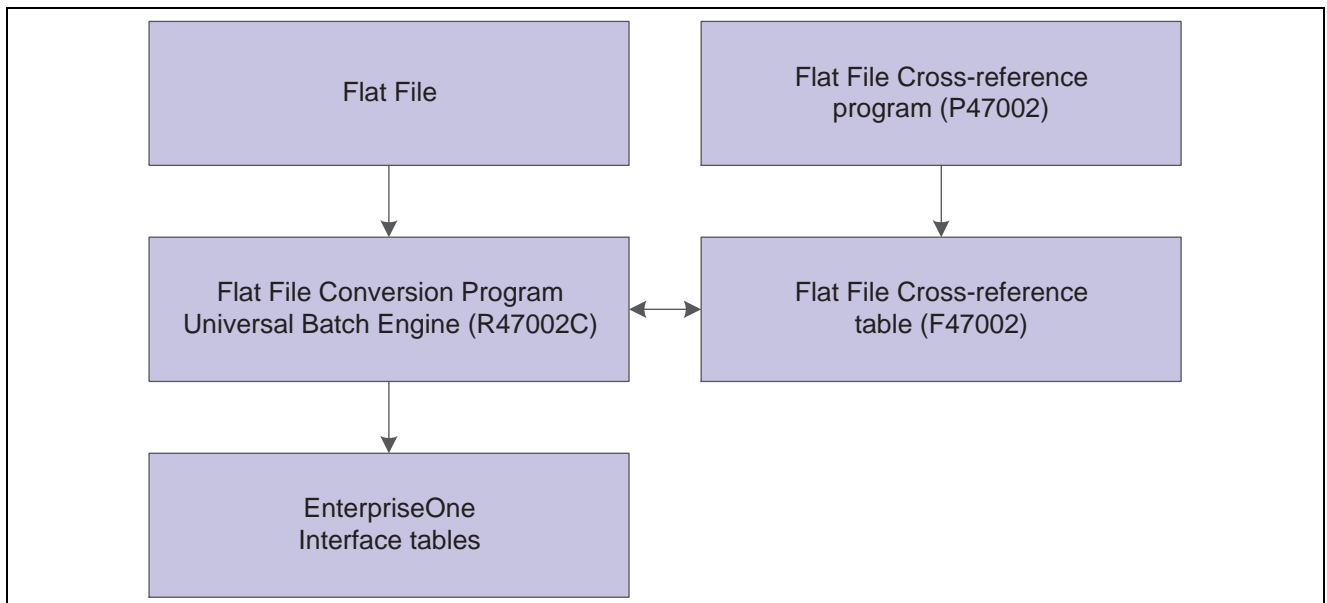 Flat File
Flat File Cross-reference
program (P47002)
Flat File Conversion Program
Universal Batch Engine (R47002C)
Flat File Cross-reference
table (F47002)
EnterpriseOne
Interface tables